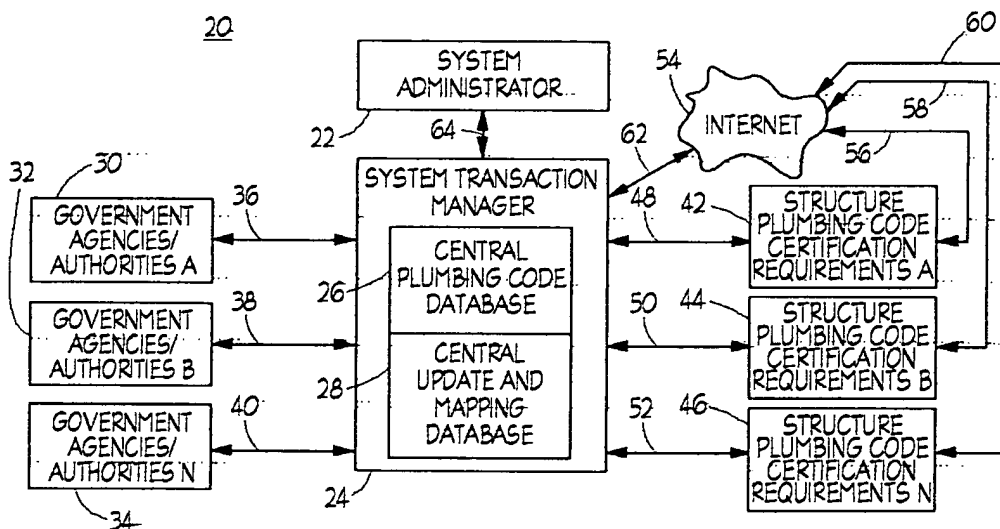 20
SYSTEM
ADMINISTRATOR
22
64
54
INTERNET
60
58
56
62
32
30
GOVERNMENT
AGENCIES/
AUTHORITIES A
36
GOVERNMENT
AGENCIES/
AUTHORITIES B
38
GOVERNMENT
AGENCIES/
AUTHORITIES N
40
34
SYSTEM TRANSACTION
MANAGER
CENTRAL
PLUMBING CODE
DATABASE
26
CENTRAL
UPDATE AND
MAPPING
DATABASE
28
24
48
42
STRUCTURE
PLUMBING CODE
CERTIFICATION
REQUIREMENTS A
50
44
STRUCTURE
PLUMBING CODE
CERTIFICATION
REQUIREMENTS B
52
46
STRUCTURE
PLUMBING CODE
CERTIFICATION
REQUIREMENTS N